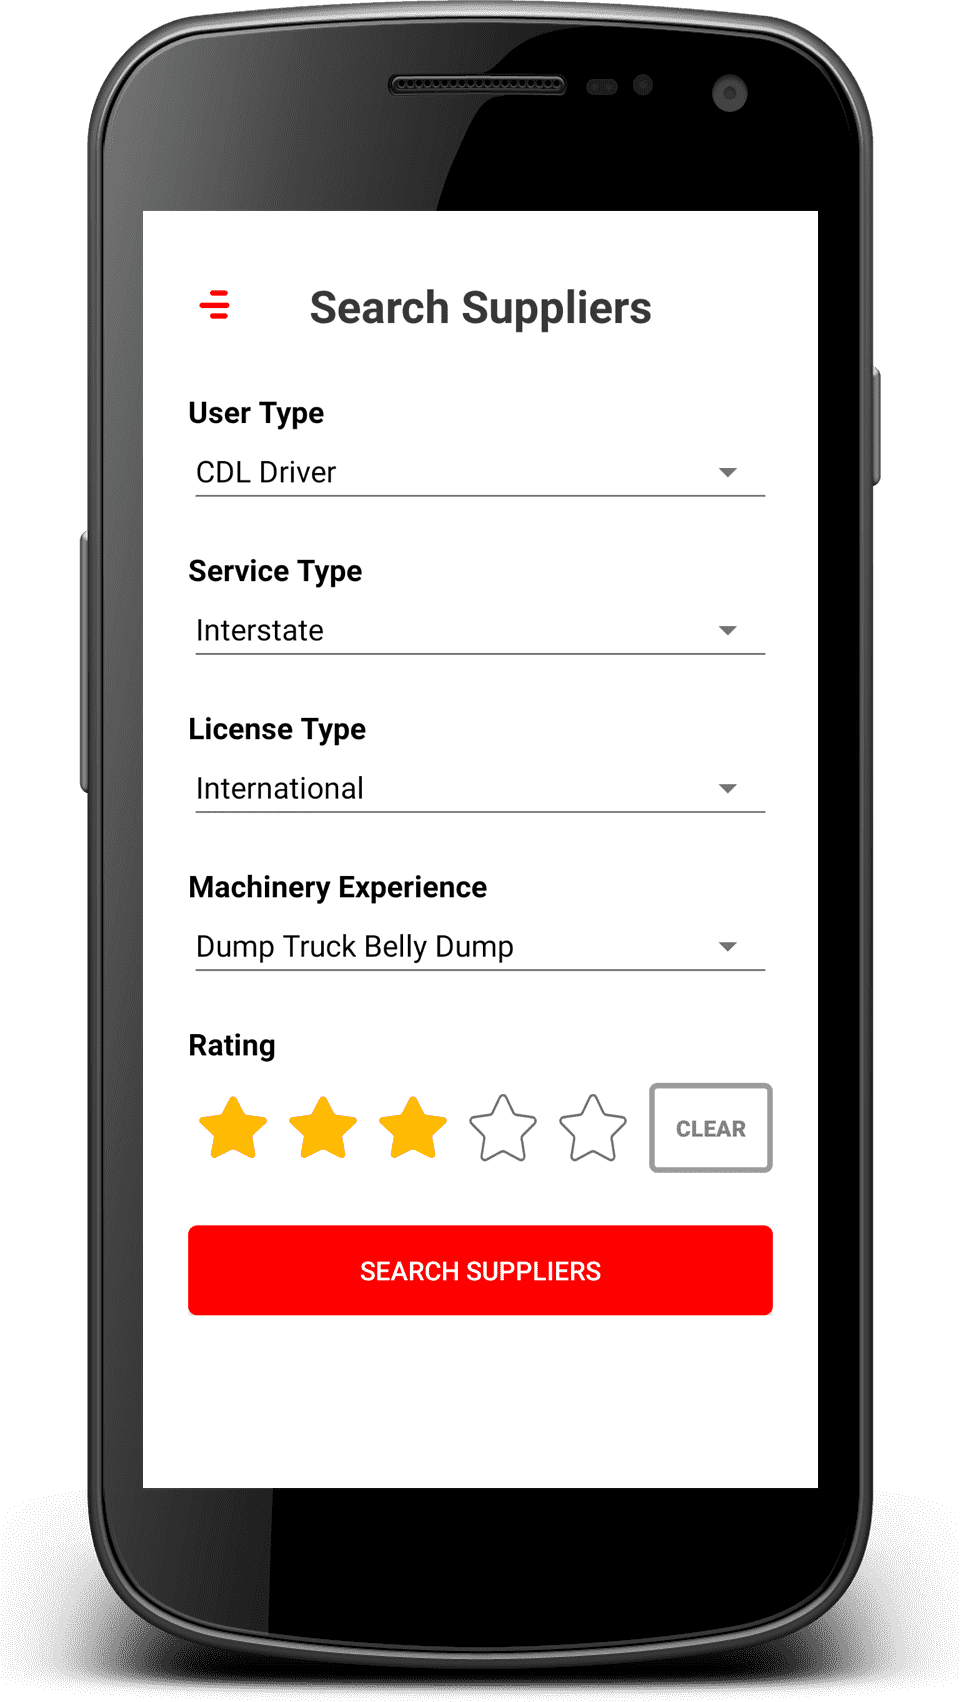 Search Suppliers
User Type
CDL Driver
Service Type
Interstate
License Type
International
Machinery Experience
Dump Truck Belly Dump
Rating
CLEAR
SEARCH SUPPLIERS